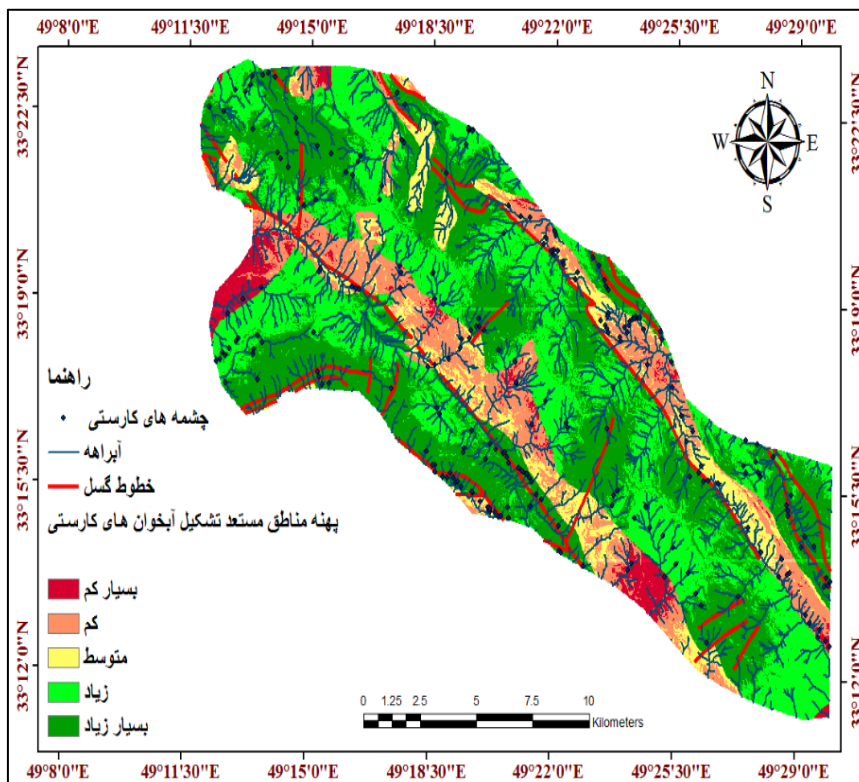 49°8'0"E 49°11'30"E 49°15'0"E 49°18'30"E 49°22'0"E 49°25'30"E 49°29'0"E
33°22'30"N
33°19'0"N
33°15'30"N
33°12'0"N
N
W E
S
33°22'30"N
33°19'0"N
33°15'30"N
33°12'0"N
راهنما
چشمه های کارستی
آبراهه
خطوط گسل
پهنه مناطق مستعد تشکیل آبخوان های کارستی
بسیار کم
کم
متوسط
زیاد
بسیار زیاد
0 1.25 2.5 5 7.5 10
Kilometers
49°8'0"E 49°11'30"E 49°15'0"E 49°18'30"E 49°22'0"E 49°25'30"E 49°29'0"E